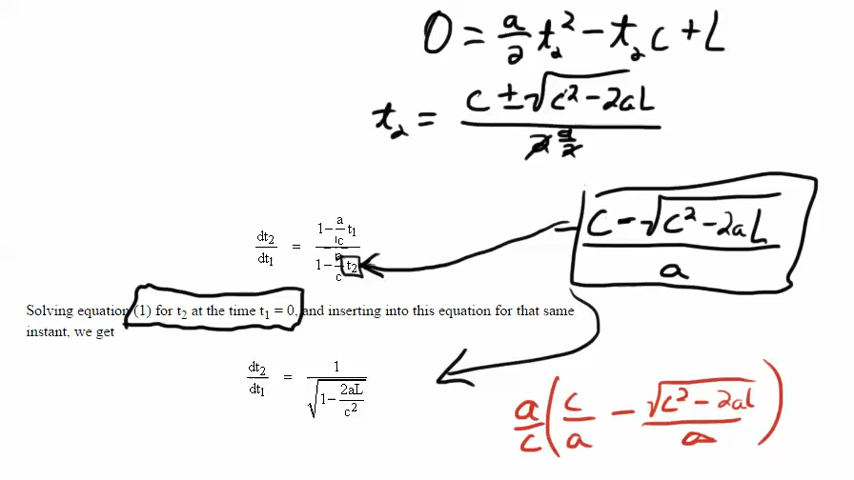 0 = a/2 t₂² - t₂c + L
t₂ = (c ± √(c² - 2aL)) / (2 a/2)
= (c - √(c² - 2aL)) / a
dt₂/dt₁ = (1 - a/c t₁) / (1 - a/c t₂)
Solving equation (1) for t₂ at the time t₁ = 0, and inserting into this equation for that same
instant, we get
dt₂/dt₁ = 1 / √(1 - 2aL/c²)
a/c (c/a - √(c² - 2aL)/a)